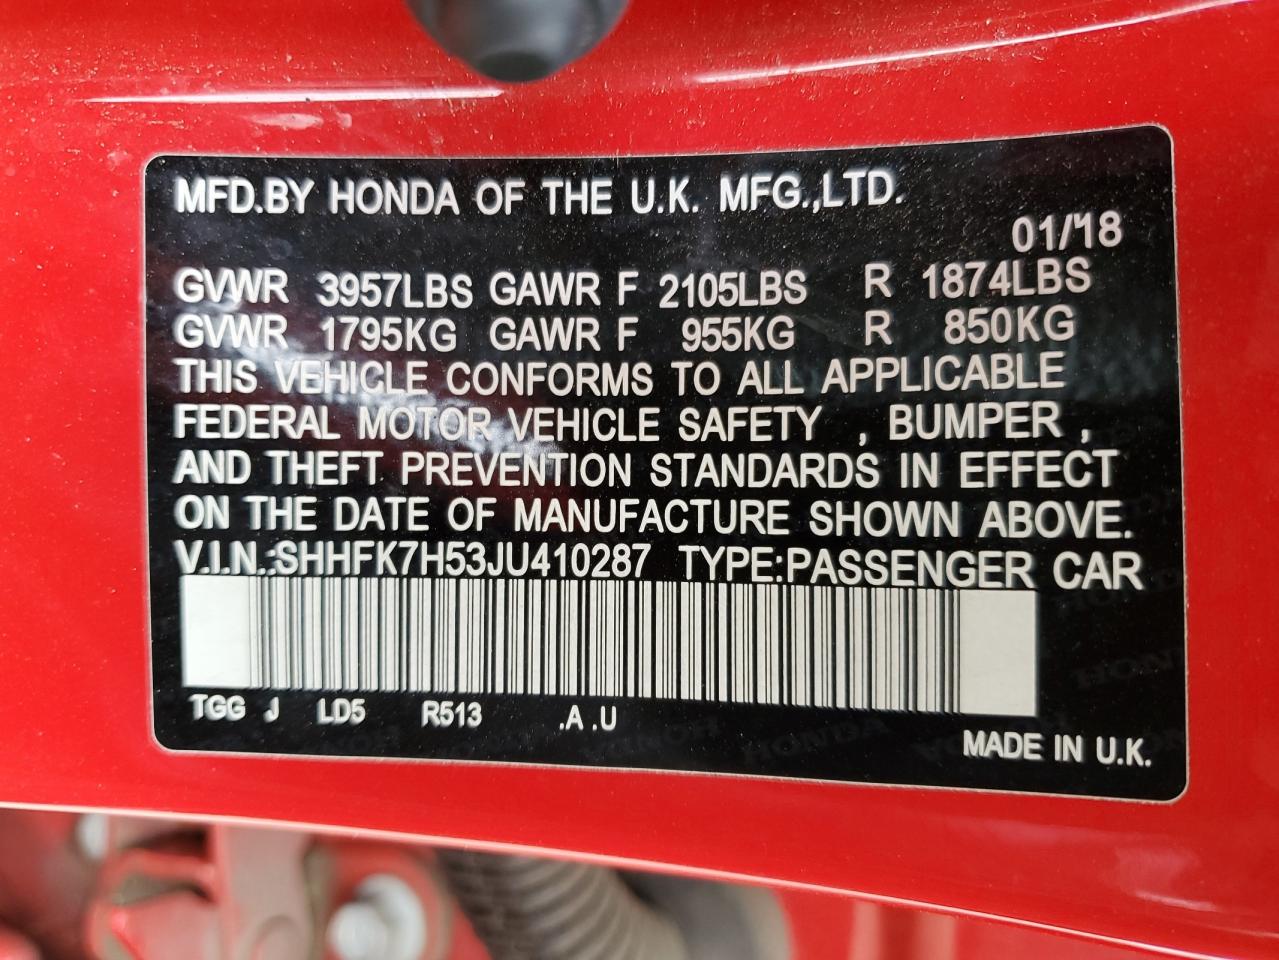 MFD.BY HONDA OF THE U.K. MFG.,LTD.
01/18
GVWR 3957LBS GAWR F 2105LBS R 1874LBS
GVWR 1795KG GAWR F 955KG R 850KG
THIS VEHICLE CONFORMS TO ALL APPLICABLE
FEDERAL MOTOR VEHICLE SAFETY , BUMPER ,
AND THEFT PREVENTION STANDARDS IN EFFECT
ON THE DATE OF MANUFACTURE SHOWN ABOVE.
V.I.N.:SHHFK7H53JU410287 TYPE:PASSENGER CAR
TGG J LD5 R513 .A .U
MADE IN U.K.